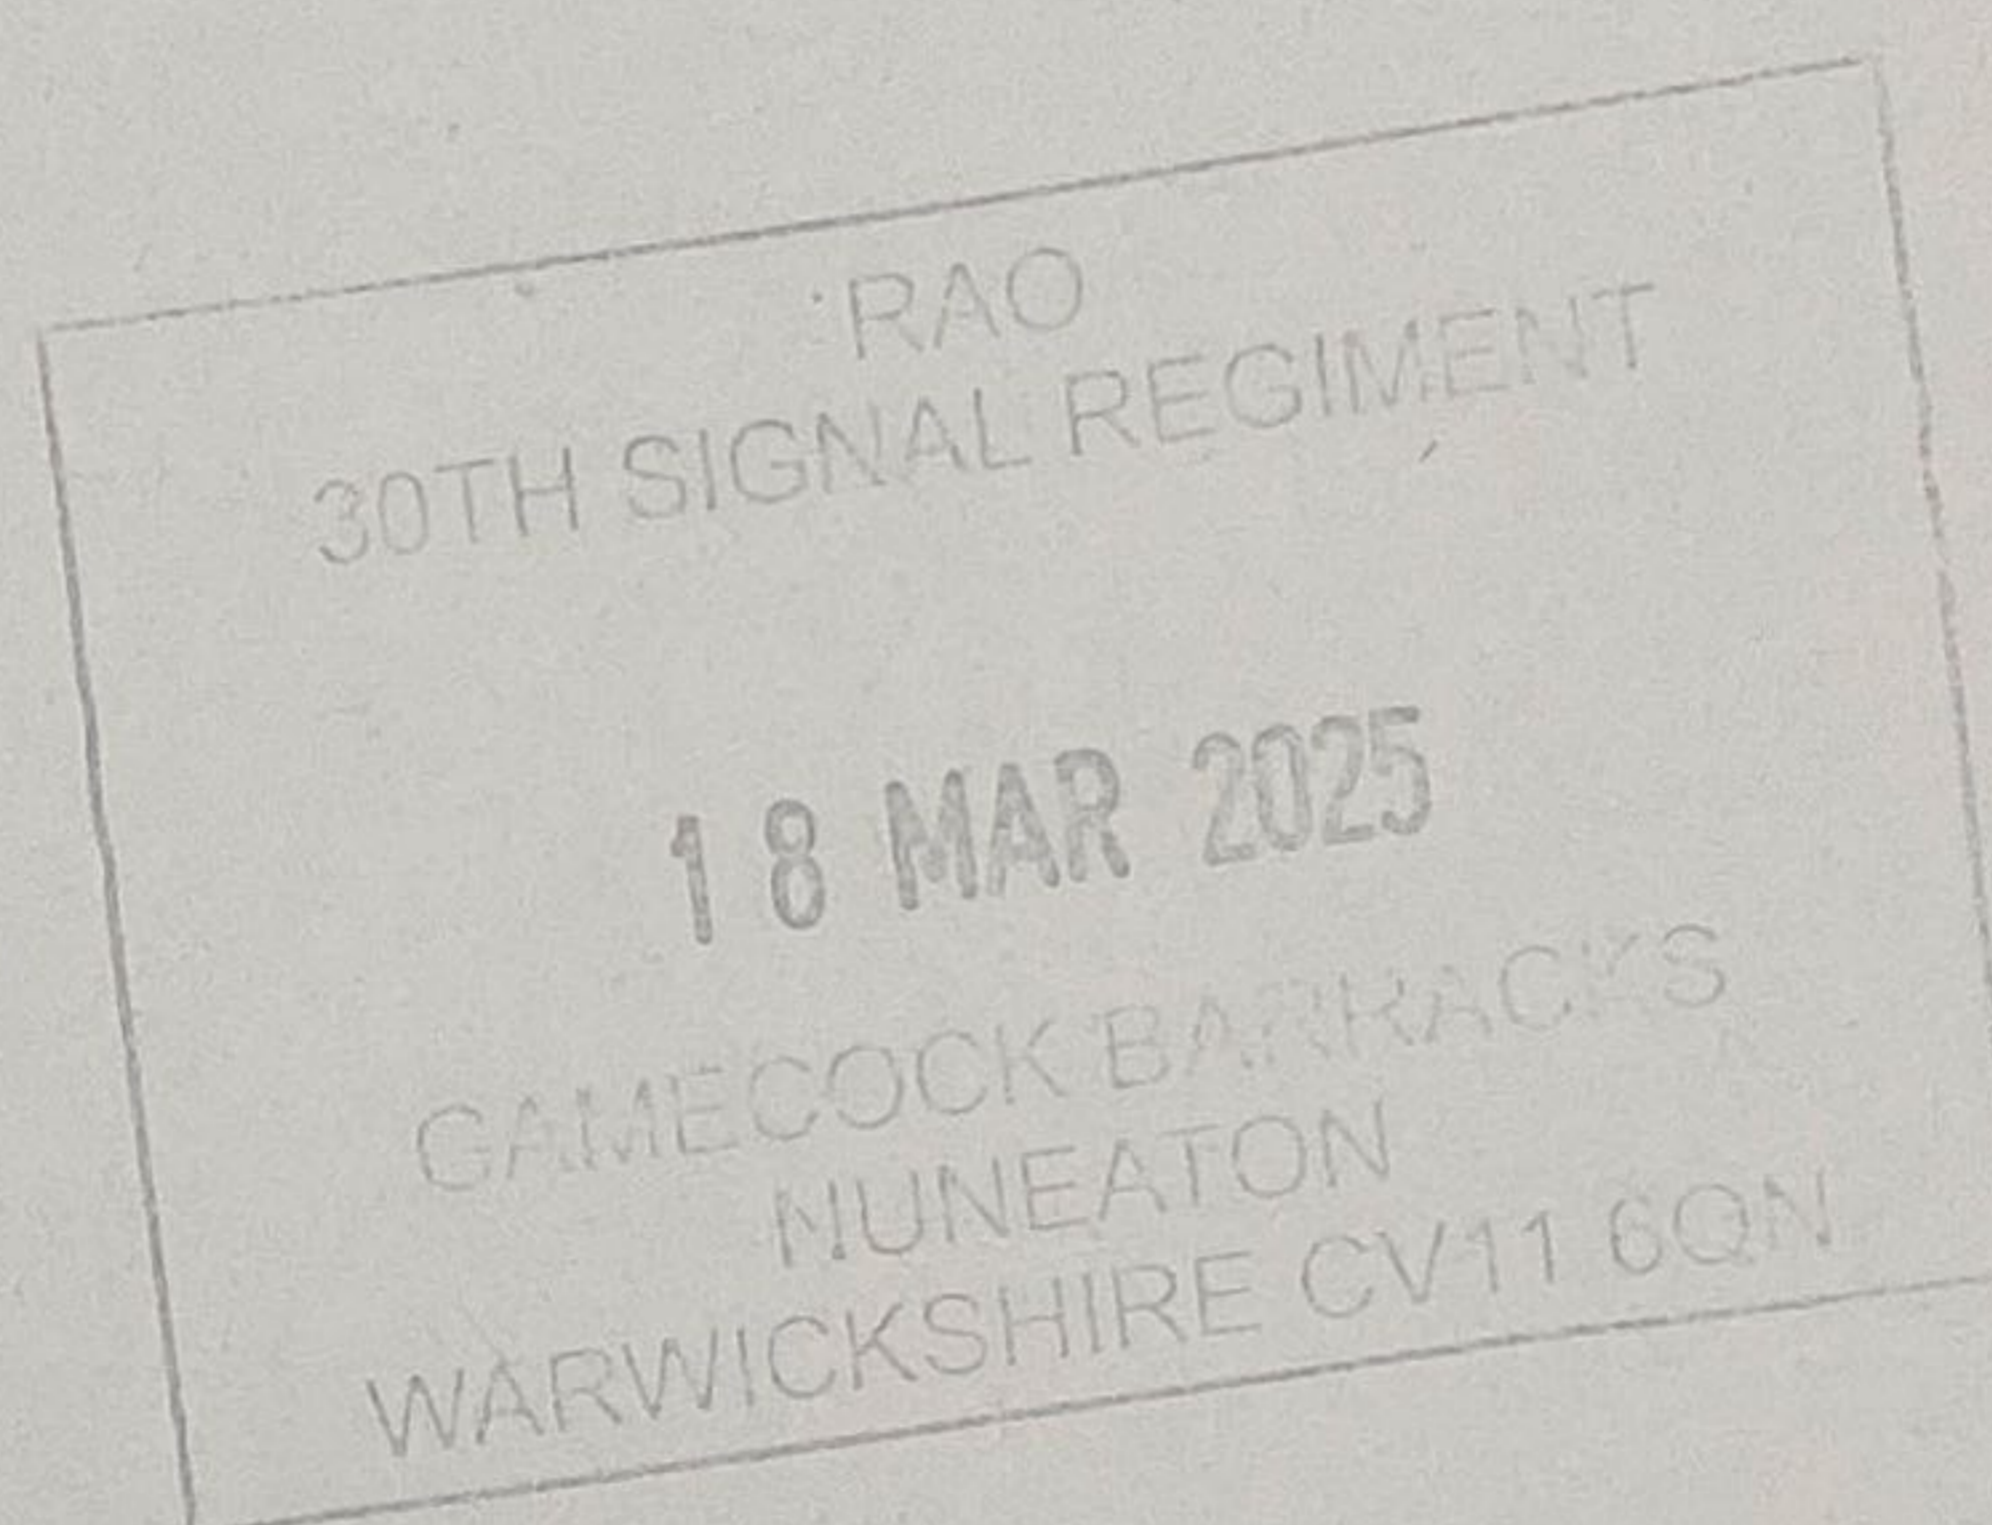 RAO
30TH SIGNAL REGIMENT
18 MAR 2025
GAMECOCK BARRACKS
NUNEATON
WARWICKSHIRE CV11 6QN